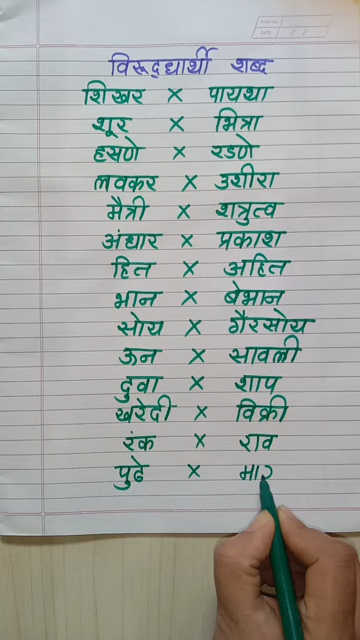 विरूद्धार्थी शब्द
शिखर × पायथा
शूर × भित्रा
हसणे × रडणे
लवकर × उशीरा
मैत्री × शत्रुत्व
अंधार × प्रकाश
हित × अहित
भान × बेभान
सोय × गैरसोय
ऊन × सावली
दुवा × शाप
खरेदी × विक्री
रंक × राव
पुढे × मा